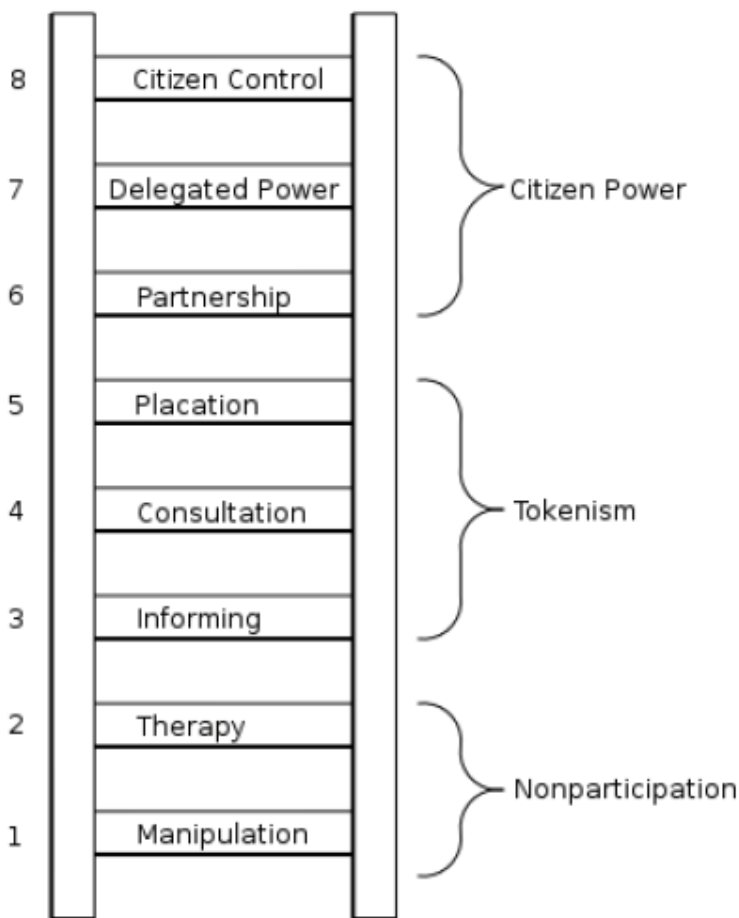 8 Citizen Control
7 Delegated Power
Citizen Power
6 Partnership
5 Placation
4 Consultation
Tokenism
3 Informing
2 Therapy
Nonparticipation
1 Manipulation